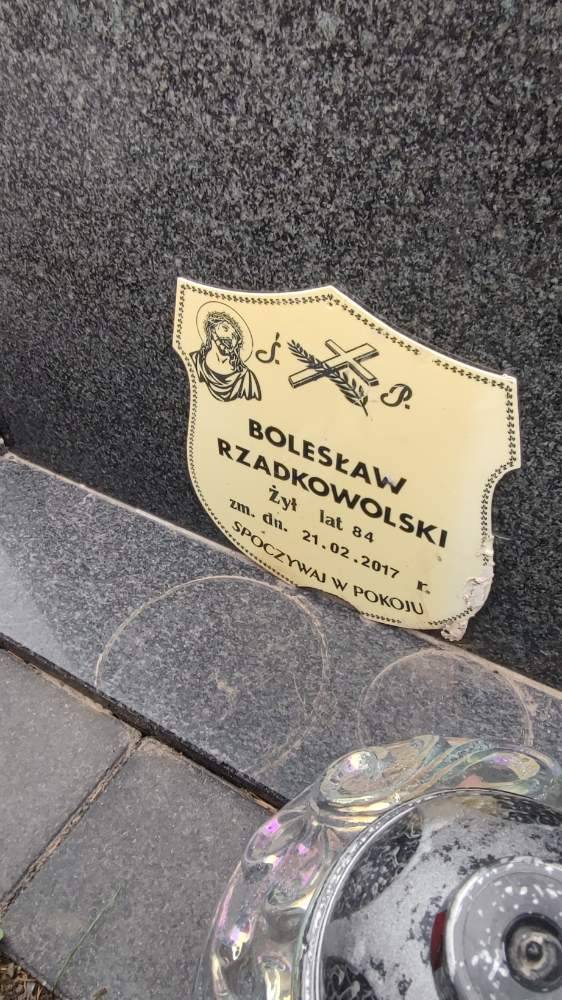 Ś. P.
BOLESŁAW
RZADKOWOLSKI
Żył lat 84
zm. dn. 21.02.2017 r.
SPOCZYWAJ W POKOJU